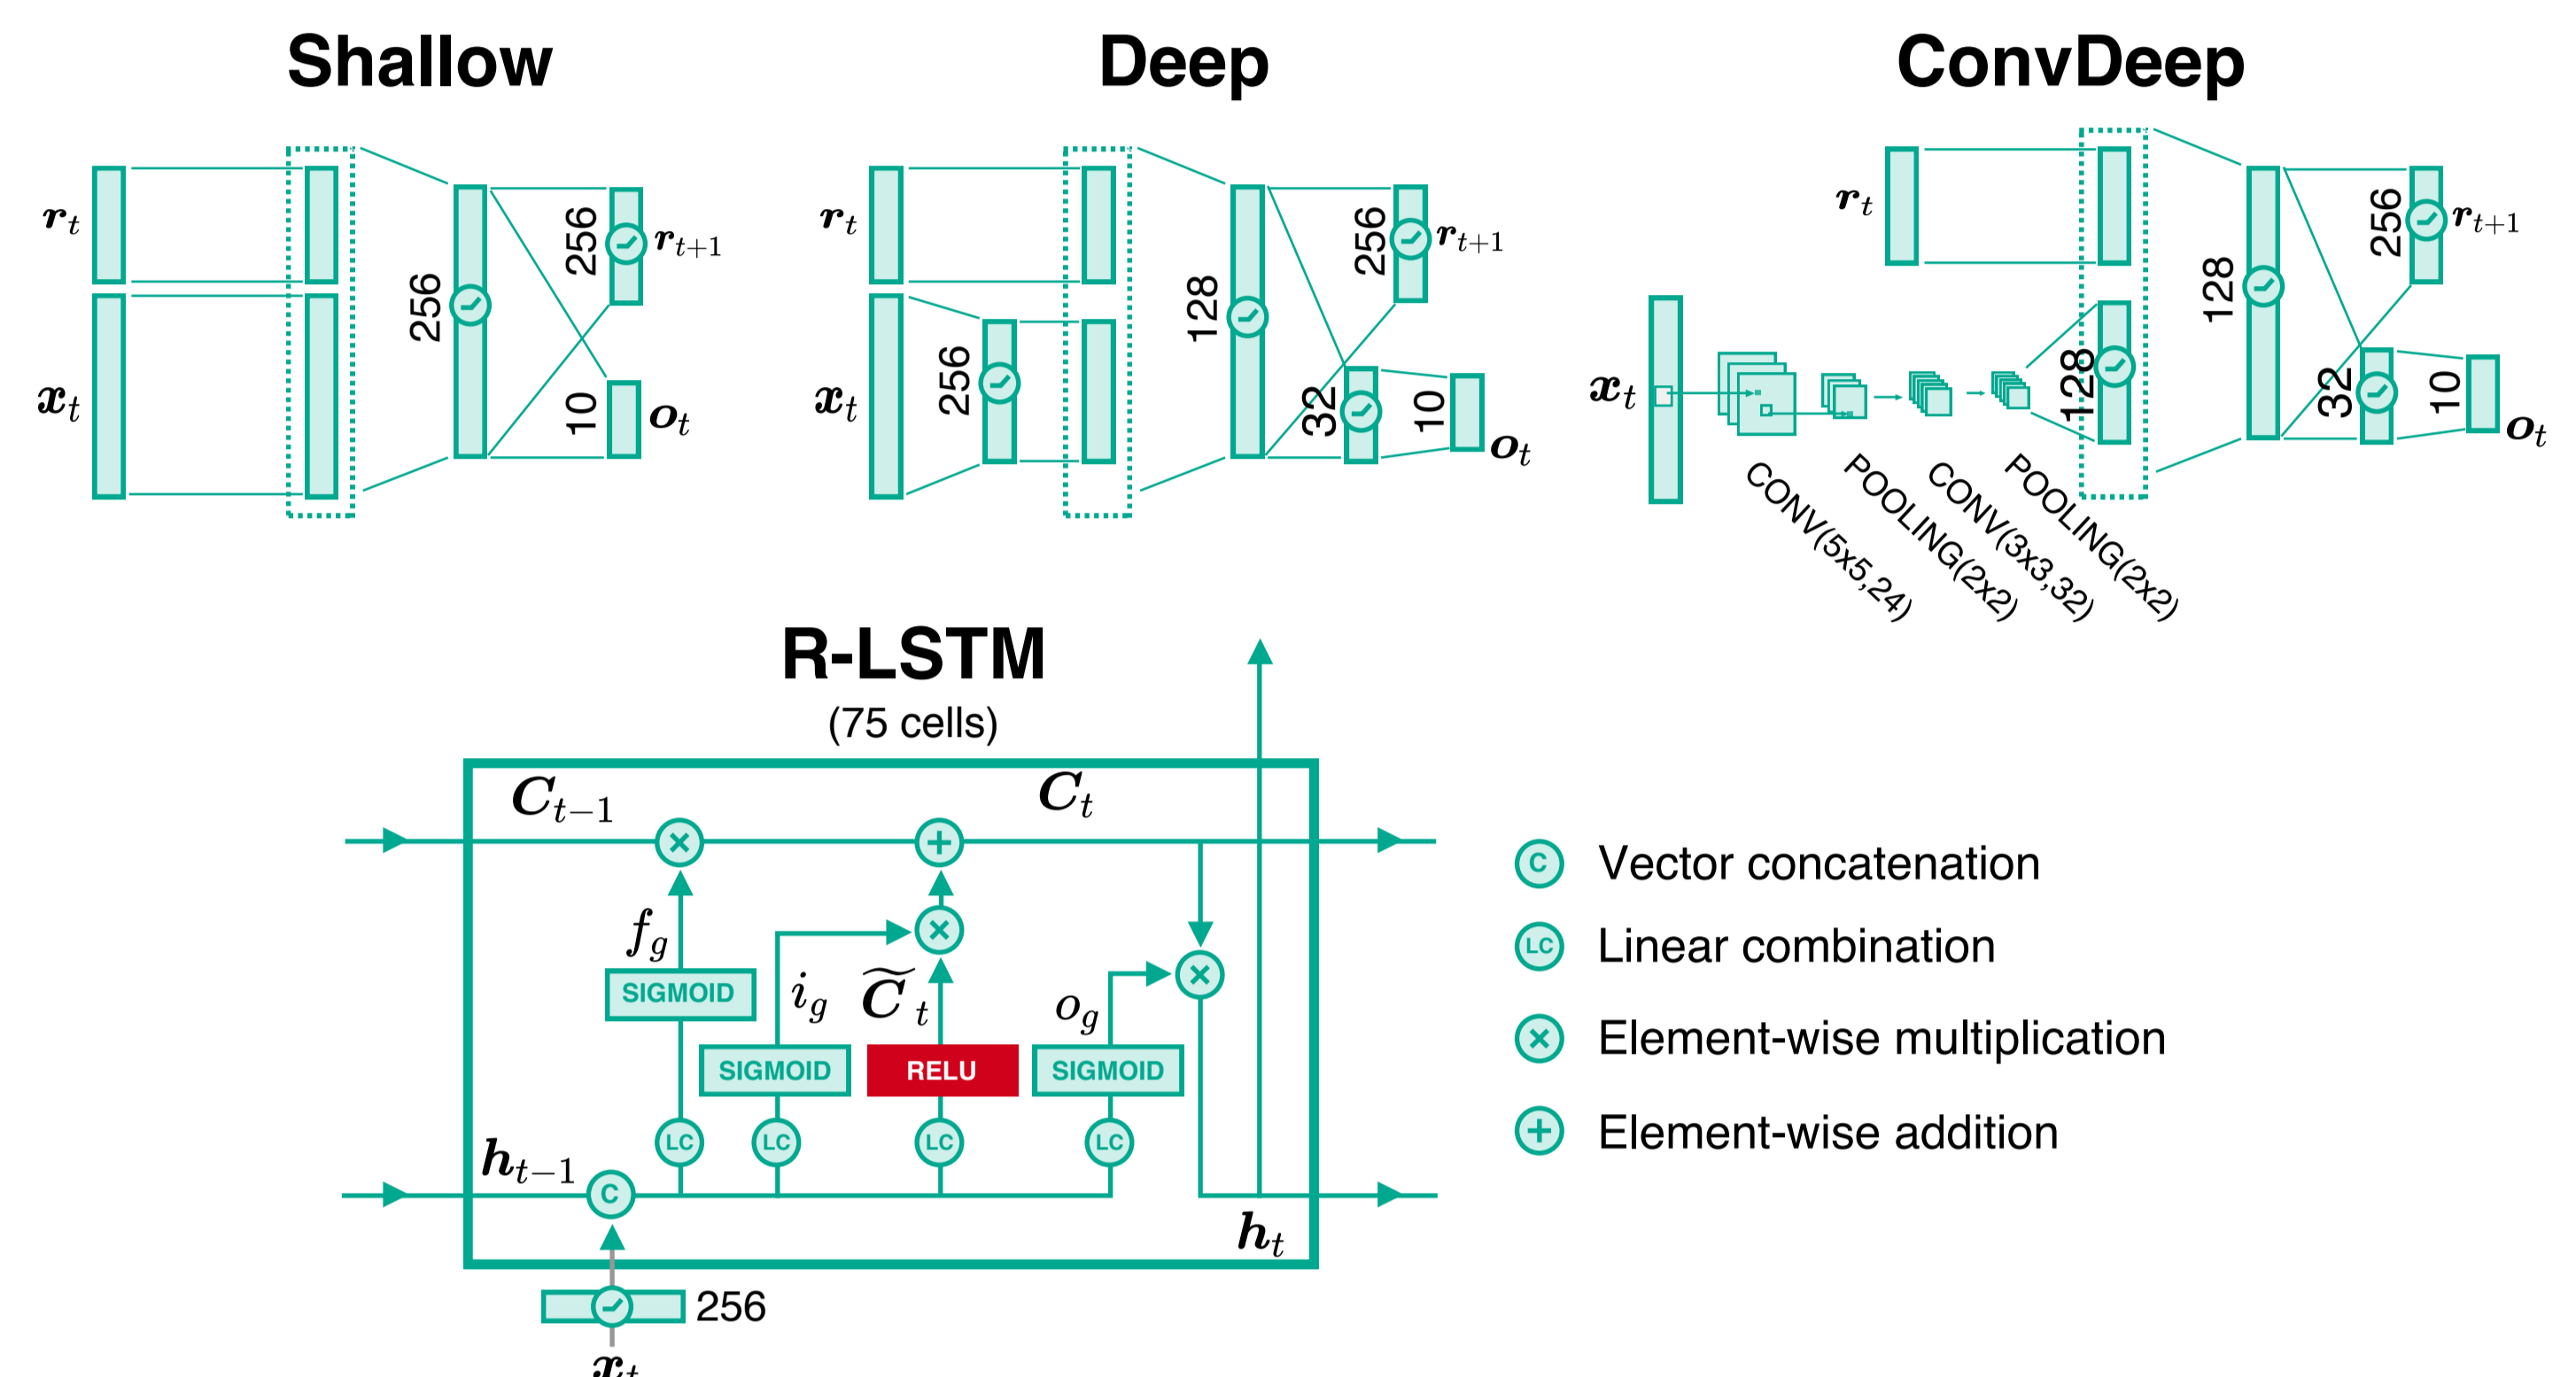 Shallow
Deep
ConvDeep
r_t
x_t
256
256
r_{t+1}
10
o_t
r_t
x_t
256
128
256
r_{t+1}
32
10
o_t
r_t
x_t
CONV(5x5,24)
POOLING(2x2)
CONV(3x3,32)
POOLING(2x2)
128
128
256
r_{t+1}
32
10
o_t
R-LSTM
(75 cells)
C_{t−1}
C_t
f_g
SIGMOID
i_g
C̃_t
o_g
SIGMOID
RELU
SIGMOID
LC
LC
LC
LC
h_{t−1}
C
h_t
256
x_t
C Vector concatenation
LC Linear combination
× Element-wise multiplication
+ Element-wise addition